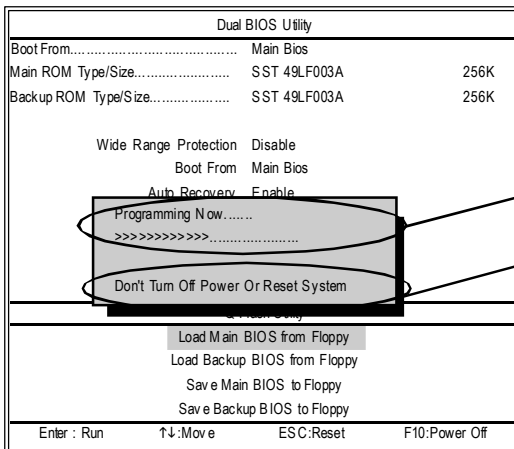 Dual BIOS Utility
Boot From...................................... Main Bios
Main ROM Type/Size...................... SST 49LF003A 256K
Backup ROM Type/Size.................. SST 49LF003A 256K
Wide Range Protection Disable
Boot From Main Bios
Auto Recovery Enable
Programming Now......
>>>>>>>>>>>>......................
Don't Turn Off Power Or Reset System
Load Main BIOS from Floppy
Load Backup BIOS from Floppy
Save Main BIOS to Floppy
Save Backup BIOS to Floppy
Enter : Run ↑↓:Move ESC:Reset F10:Power Off